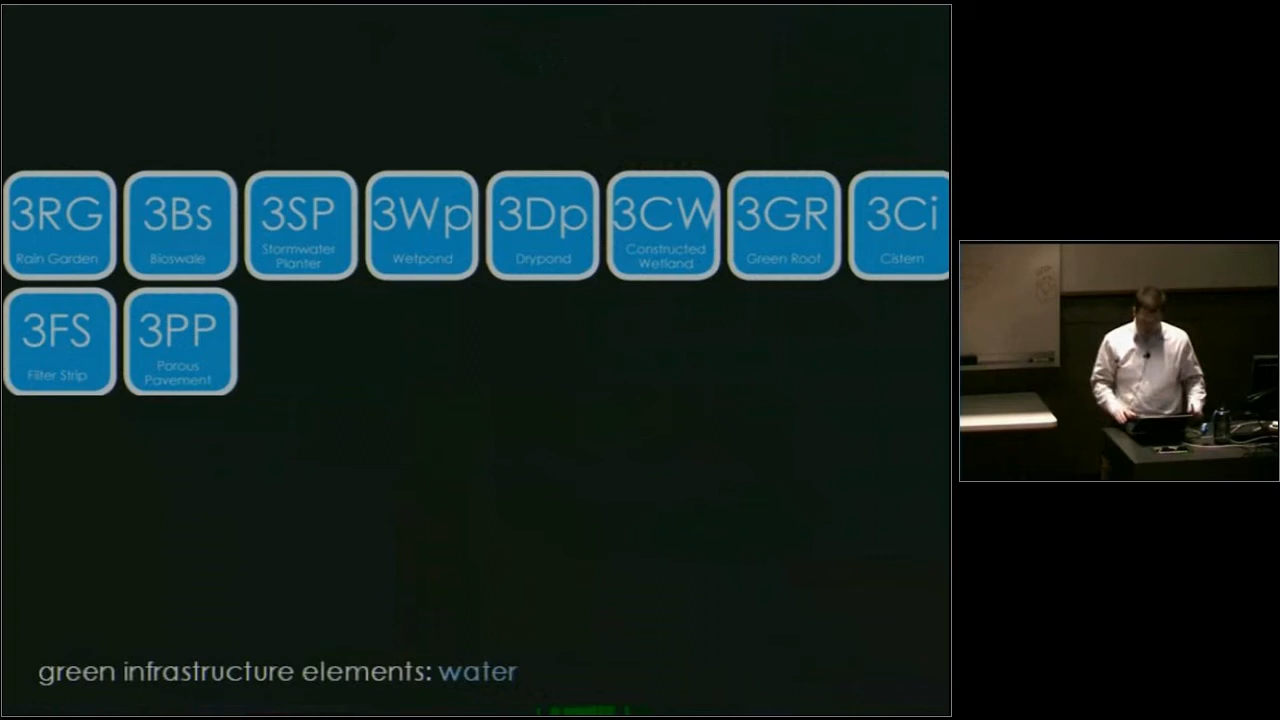 3RG 3Bs 3SP 3Wp 3Dp 3CW 3GR 3Ci
Rain Garden Bioswale Stormwater Planter Wetpond Drypond Constructed Wetland Green Roof Cistern
3FS 3PP
Filter Strip Porous Pavement
green infrastructure elements: water